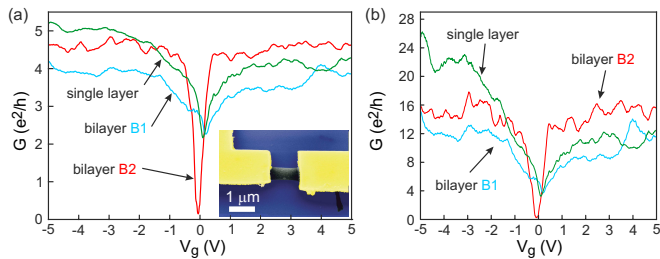 (a)
G (e²/h)
5
4
3
2
1
0
single layer
bilayer B1
bilayer B2
1 μm
-5 -4 -3 -2 -1 0 1 2 3 4 5
Vg (V)
(b)
G (e²/h)
28
24
20
16
12
8
4
0
single layer
bilayer B2
bilayer B1
-5 -4 -3 -2 -1 0 1 2 3 4 5
Vg (V)